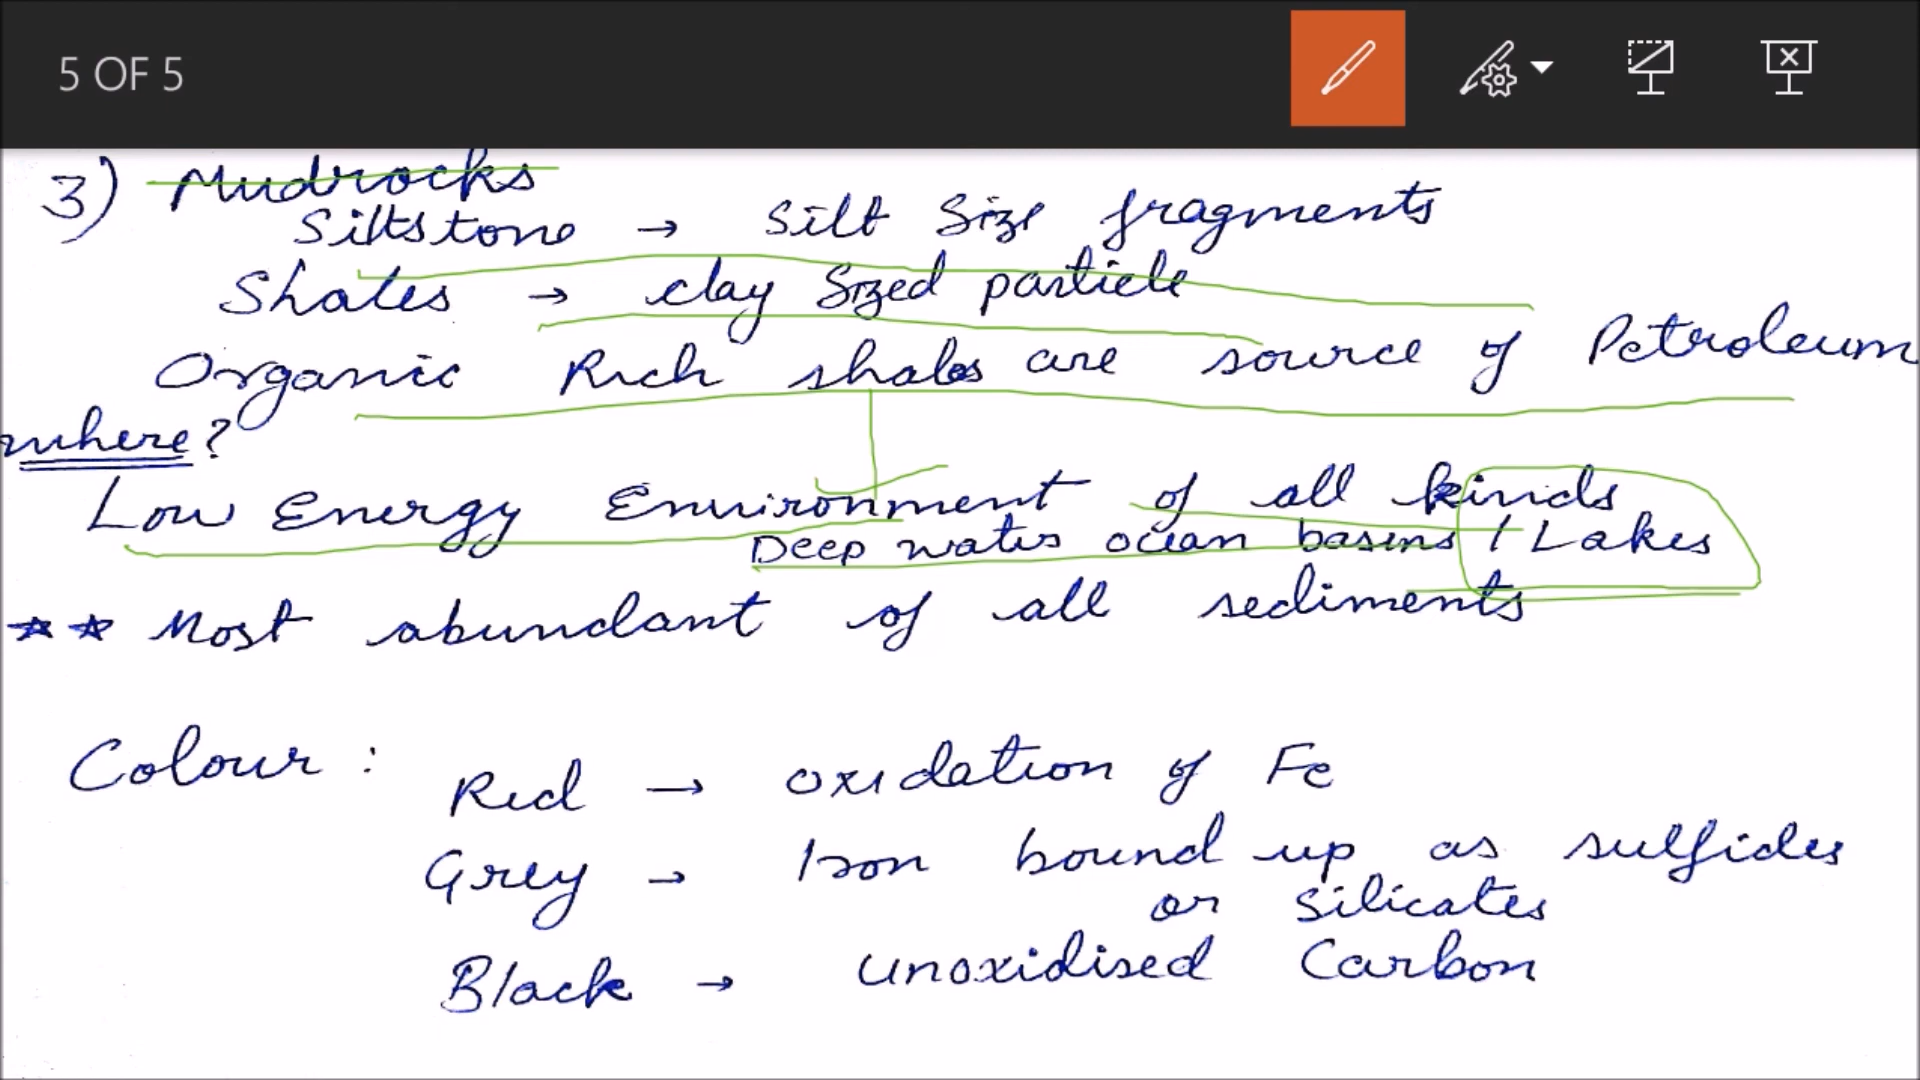 5 OF 5
3) Mudrocks
Siltstone → Silt Size fragments
Shales → clay Sized particle
Organic Rich shales are source of Petroleum
where?
Low Energy Environment of all kinds
Deep water ocean basins / Lakes
★★ Most abundant of all sediments
Colour :
Red → oxidation of Fe
Grey → Iron bound up as sulfides
or silicates
Black → unoxidised Carbon